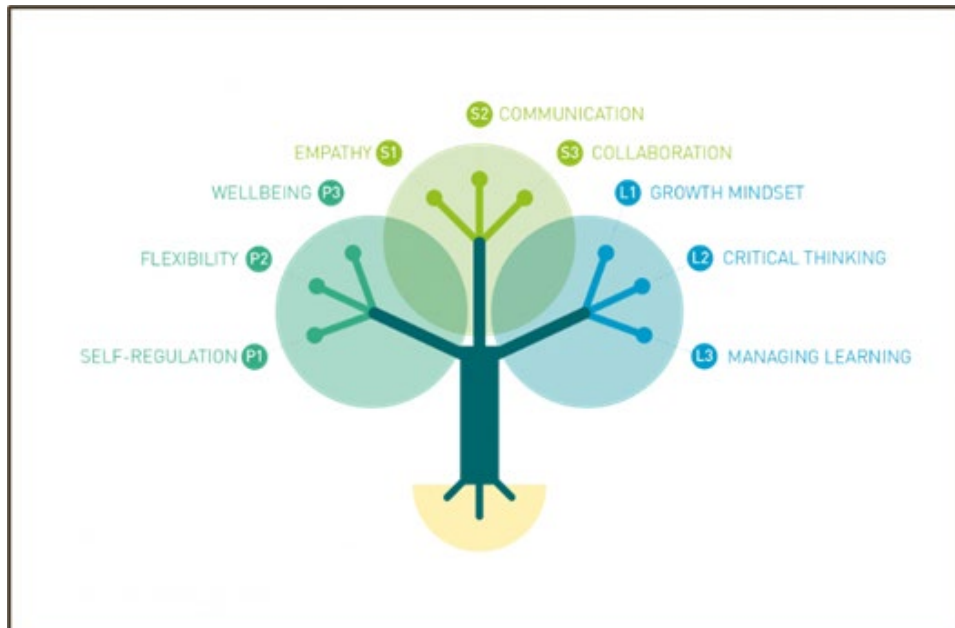 S2 COMMUNICATION
EMPATHY S1
S3 COLLABORATION
WELLBEING P3
L1 GROWTH MINDSET
FLEXIBILITY P2
L2 CRITICAL THINKING
SELF-REGULATION P1
L3 MANAGING LEARNING